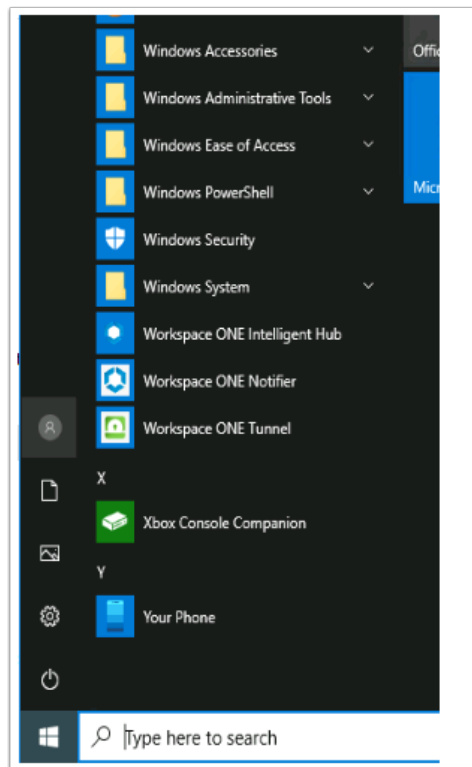 Windows Accessories
Offic
Windows Administrative Tools
Windows Ease of Access
Windows PowerShell
Micr
Windows Security
Windows System
Workspace ONE Intelligent Hub
Workspace ONE Notifier
Workspace ONE Tunnel
X
Xbox Console Companion
Y
Your Phone
Type here to search